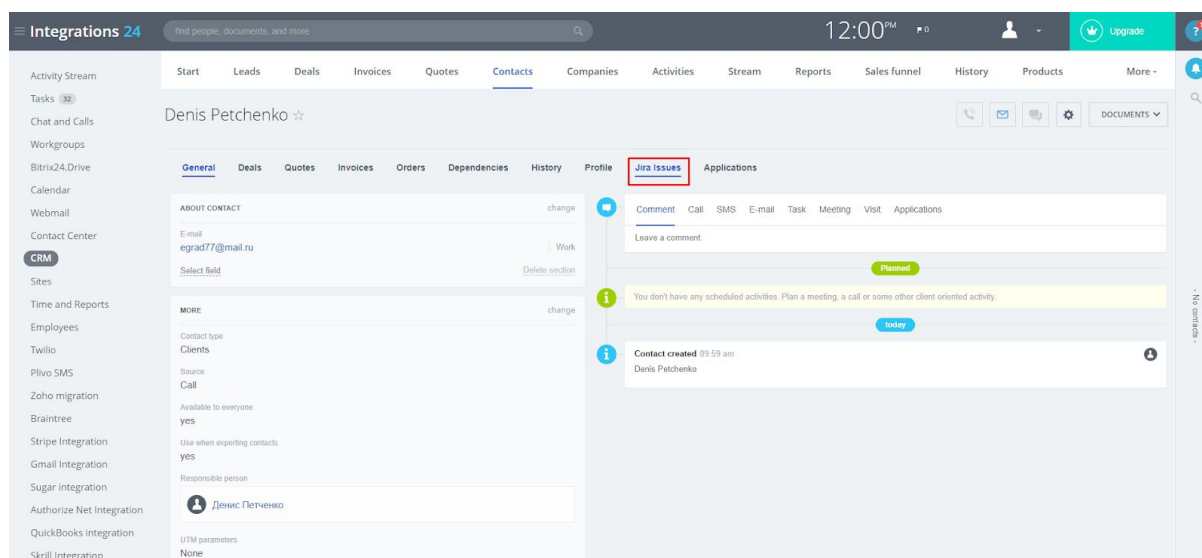 Integrations 24
find people, documents, and more
12:00 PM
0
Upgrade
?
Activity Stream
Tasks 32
Chat and Calls
Workgroups
Bitrix24.Drive
Calendar
Webmail
Contact Center
CRM
Sites
Time and Reports
Employees
Twilio
Plivo SMS
Zoho migration
Braintree
Stripe Integration
Gmail Integration
Sugar integration
Authorize Net Integration
QuickBooks integration
Skrill Integration
Start Leads Deals Invoices Quotes Contacts Companies Activities Stream Reports Sales funnel History Products More
Denis Petchenko
DOCUMENTS
General Deals Quotes Invoices Orders Dependencies History Profile Jira Issues Applications
ABOUT CONTACT change
E-mail
egrad77@mail.ru Work
Select field Delete section
MORE change
Contact type
Clients
Source
Call
Available to everyone
yes
Use when exporting contacts
yes
Responsible person
Денис Петченко
UTM parameters
None
Comment Call SMS E-mail Task Meeting Visit Applications
Leave a comment
Planned
You don't have any scheduled activities. Plan a meeting, a call or some other client oriented activity.
today
Contact created 09:59 am
Denis Petchenko
- No contacts -